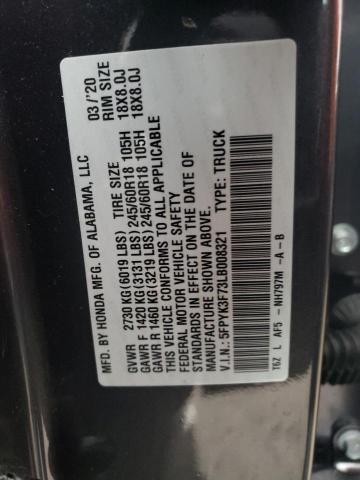 MFD. BY HONDA MFG. OF ALABAMA, LLC 03/'20
TIRE SIZE RIM SIZE
GVWR 2730 KG(6019 LBS)
GAWR F 1420 KG(3131 LBS) 245/60R18 105H 18X8.0J
GAWR R 1460 KG(3219 LBS) 245/60R18 105H 18X8.0J
THIS VEHICLE CONFORMS TO ALL APPLICABLE
FEDERAL MOTOR VEHICLE SAFETY
STANDARDS IN EFFECT ON THE DATE OF
MANUFACTURE SHOWN ABOVE.
V.I.N.: 5FPYK3F73LB008321 TYPE: TRUCK
T6Z L AF5 - NH797M -A -B